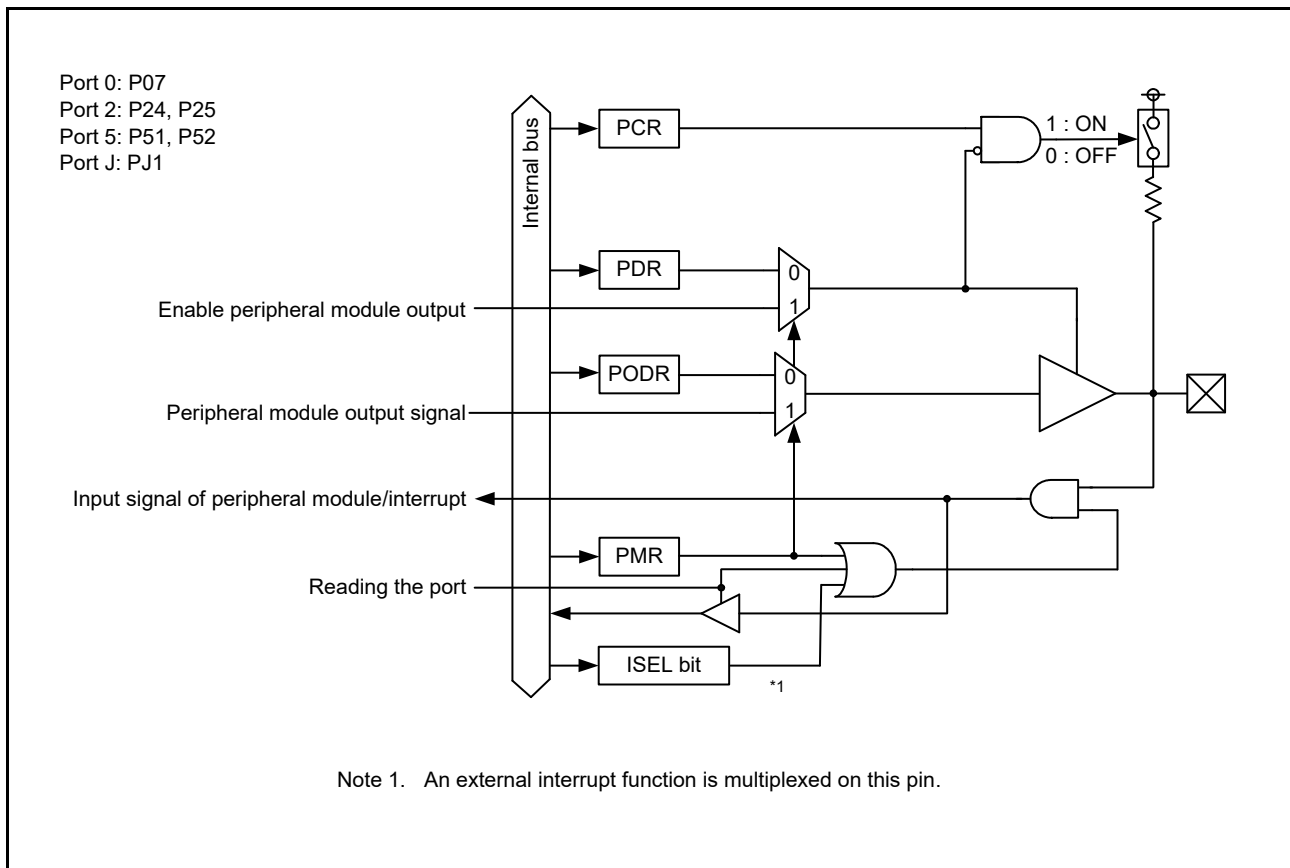 Port 0: P07
Port 2: P24, P25
Port 5: P51, P52
Port J: PJ1
Internal bus
PCR
1 : ON
0 : OFF
PDR
0
Enable peripheral module output
1
PODR
0
Peripheral module output signal
1
Input signal of peripheral module/interrupt
PMR
Reading the port
ISEL bit
*1
Note 1. An external interrupt function is multiplexed on this pin.